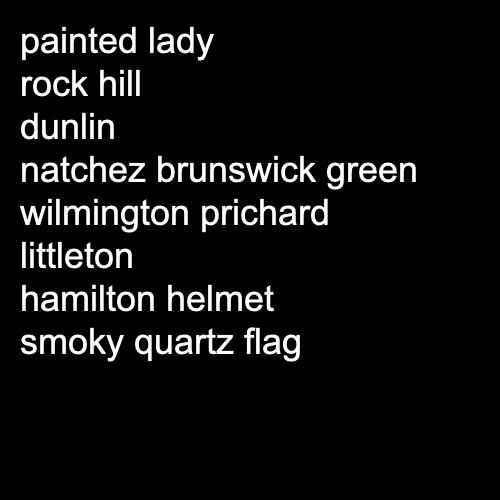 painted lady
rock hill
dunlin
natchez brunswick green
wilmington prichard
littleton
hamilton helmet
smoky quartz flag